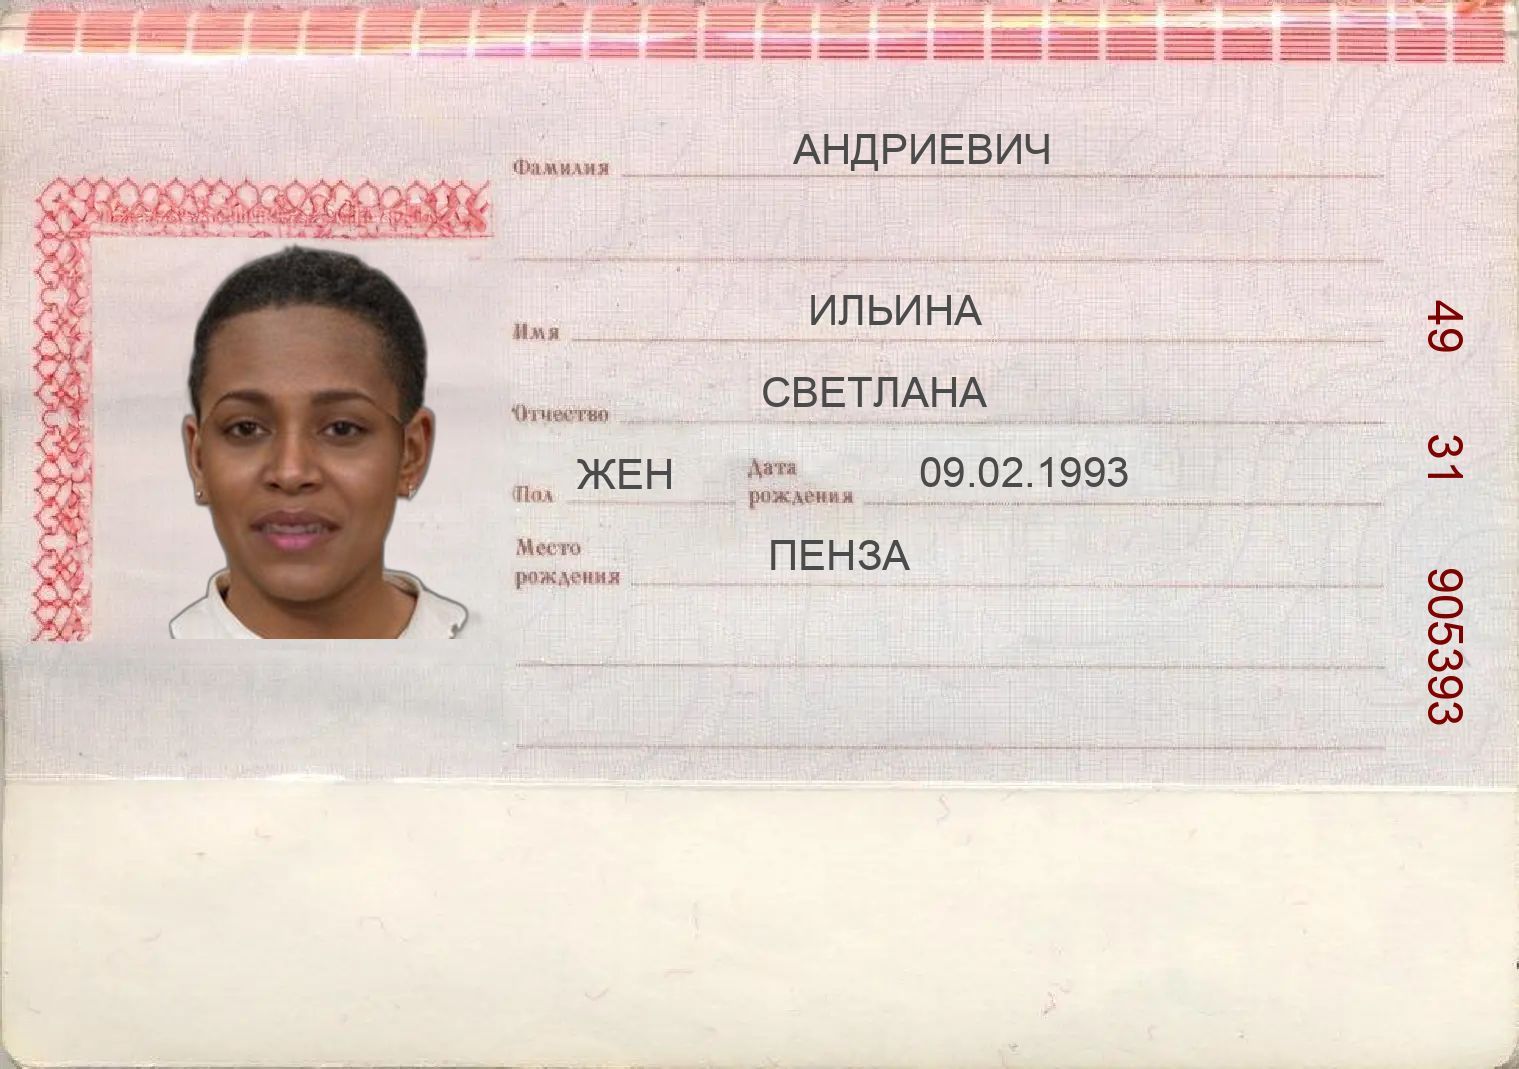 Фамилия АНДРИЕВИЧ
Имя ИЛЬИНА
Отчество СВЕТЛАНА
Пол ЖЕН Дата рождения 09.02.1993
Место рождения ПЕНЗА
49 31 905393